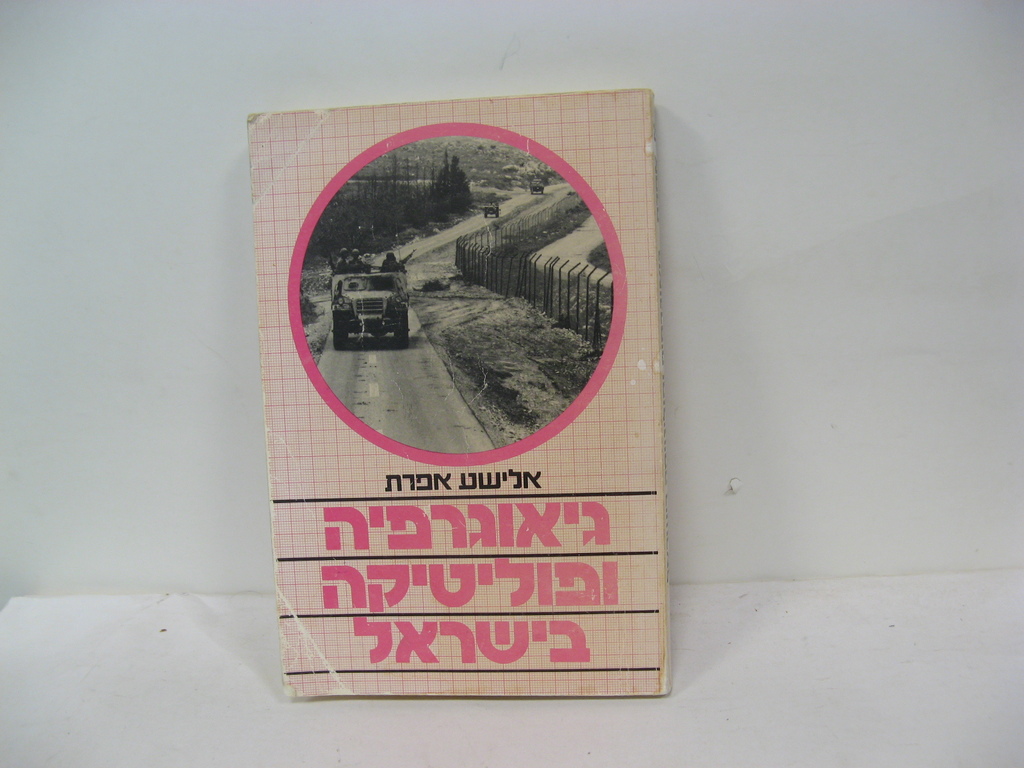 אלישע אפרת
גיאוגרפיה
ופוליטיקה
בישראל